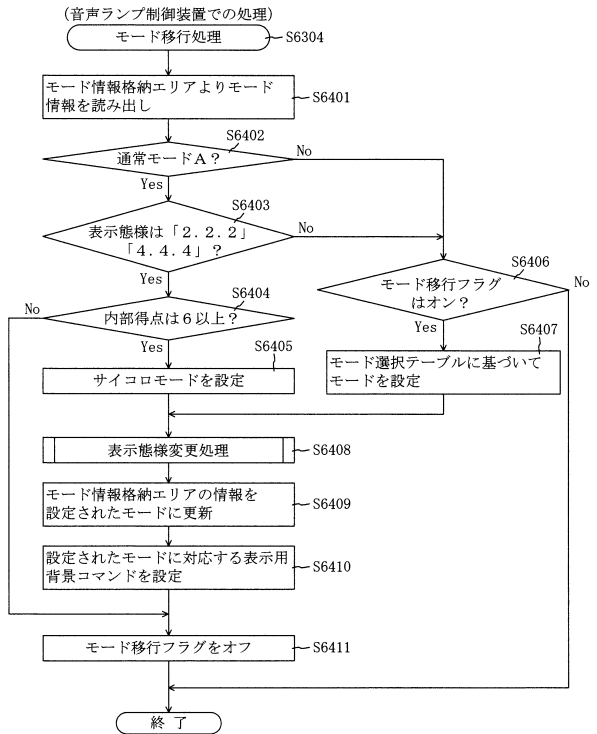 (音声ランプ制御装置での処理)
モード移行処理
S6304
モード情報格納エリアよりモード
情報を読み出し
S6401
S6402
通常モードA?
No
Yes
S6403
表示態様は「2.2.2」
「4.4.4」?
No
Yes
S6404
内部得点は6以上?
No
Yes
S6405
サイコロモードを設定
S6406
モード移行フラグ
はオン?
No
Yes
S6407
モード選択テーブルに基づいて
モードを設定
表示態様変更処理
S6408
モード情報格納エリアの情報を
設定されたモードに更新
S6409
設定されたモードに対応する表示用
背景コマンドを設定
S6410
モード移行フラグをオフ
S6411
終了